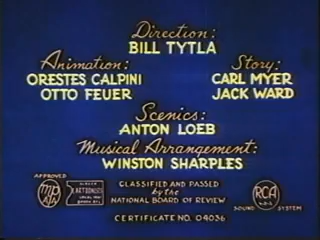 Direction:
BILL TYTLA
Animation:
ORESTES CALPINI
OTTO FEUER
Story:
CARL MYER
JACK WARD
Scenics:
ANTON LOEB
Musical Arrangement:
WINSTON SHARPLES
APPROVED
CLASSIFIED AND PASSED
by the
NATIONAL BOARD OF REVIEW
CERTIFICATE NO. 04036
RCA
SOUND SYSTEM